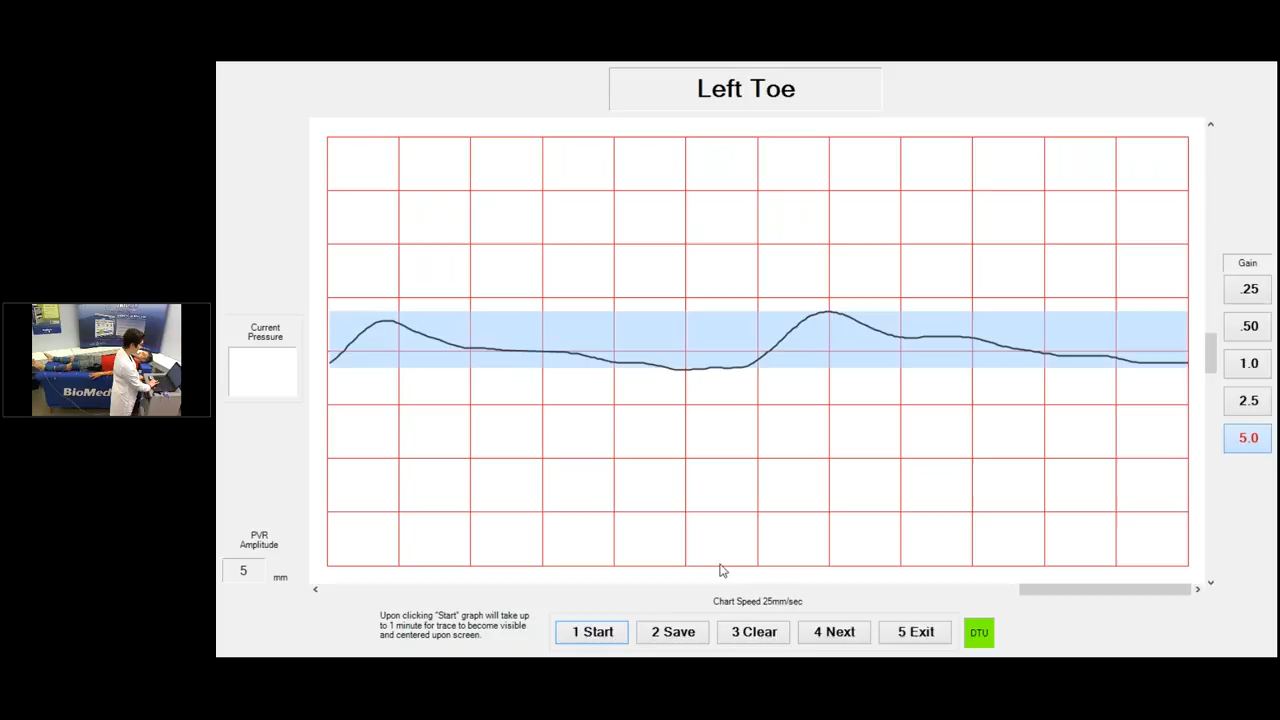 Left Toe
Current
Pressure
Gain
.25
.50
1.0
2.5
5.0
PVR
Amplitude
5
mm
Chart Speed 25mm/sec
Upon clicking "Start" graph will take up
to 1 minute for trace to become visible
and centered upon screen.
1 Start
2 Save
3 Clear
4 Next
5 Exit
DTU
BioMed